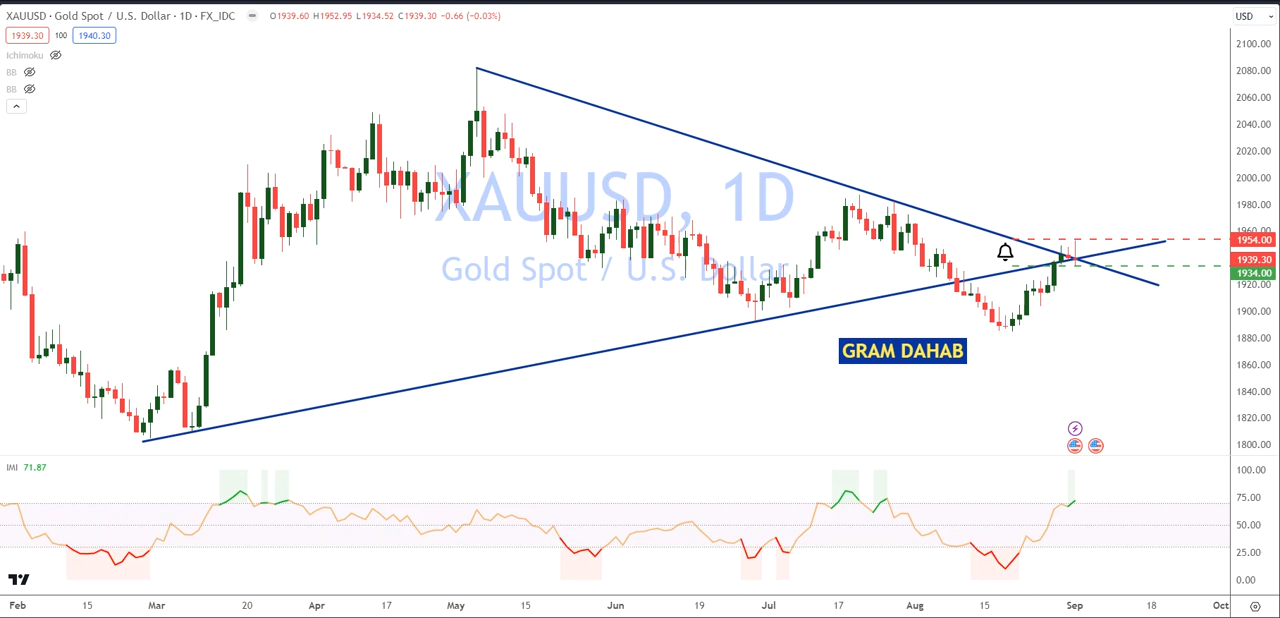 XAUUSD · Gold Spot / U.S. Dollar · 1D · FX_IDC O1939.60 H1952.95 L1934.52 C1939.30 -0.66 (-0.03%) USD
1939.30 100 1940.30
Ichimoku
BB
BB
XAUUSD, 1D
Gold Spot / U.S. Dollar
GRAM DAHAB
2100.00
2080.00
2060.00
2040.00
2020.00
2000.00
1980.00
1954.00
1939.30
1934.00
1920.00
1900.00
1880.00
1860.00
1840.00
1820.00
1800.00
IMI 71.87
100.00
75.00
50.00
25.00
0.00
Feb 15 Mar 20 Apr 17 May 15 Jun 19 Jul 17 Aug 15 Sep 18 Oct